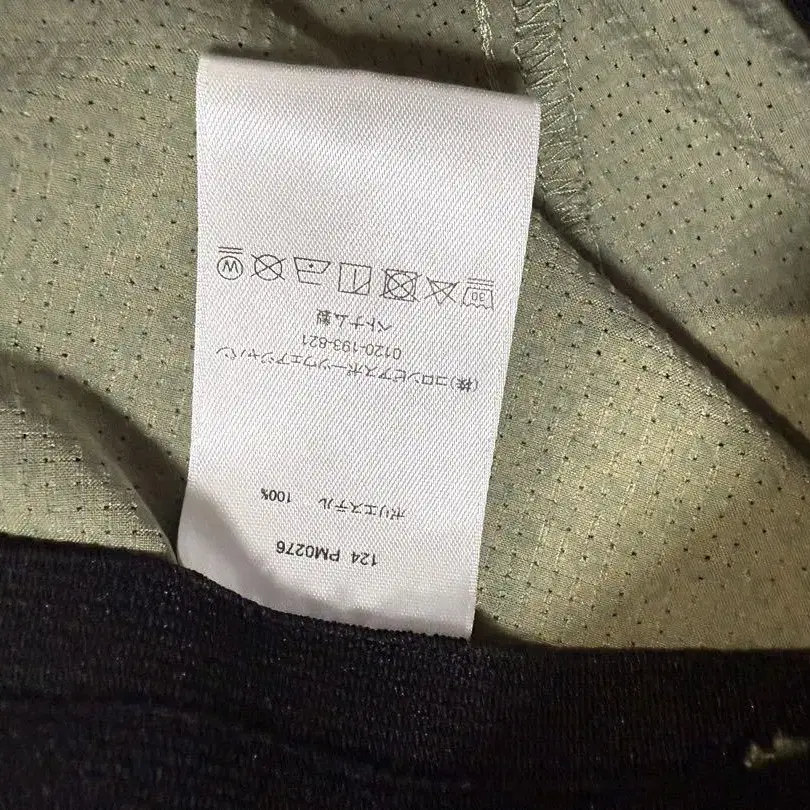 124 PM0276
ポリエステル 100%
(株)コロンビアスポーツウェアジャパン
0120-193-821
ベトナム製
30
W